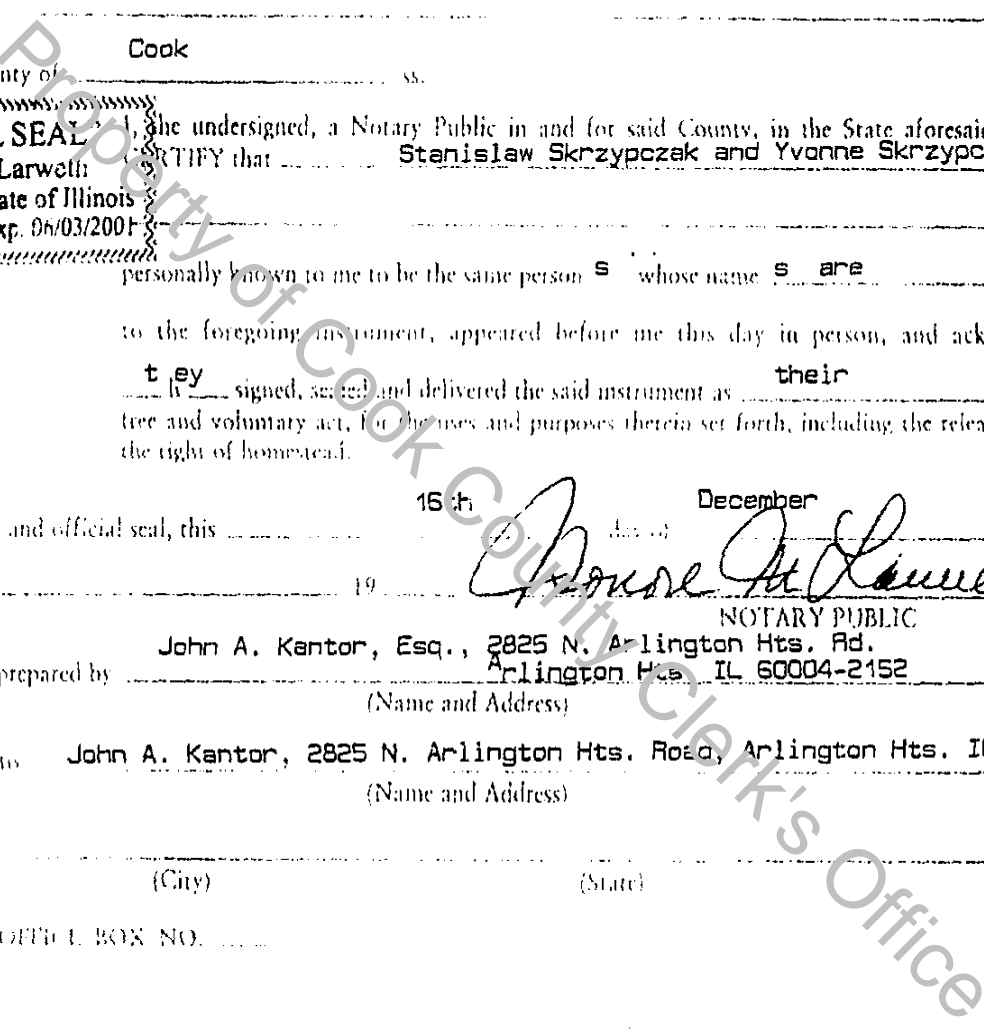 Cook
nty of ss.
SEAL I, the undersigned, a Notary Public in and for said County, in the State aforesaid
Larweth CERTIFY that Stanislaw Skrzypczak and Yvonne Skrzypc
ate of Illinois
xp. 06/03/2001
personally known to me to be the same person s whose name s are
to the foregoing instrument, appeared before me this day in person, and ack
t h ey signed, sealed and delivered the said instrument as their
free and voluntary act, for the uses and purposes therein set forth, including the relea
the right of homestead.
and official seal, this 16th day of December
19
NOTARY PUBLIC
prepared by John A. Kantor, Esq., 2825 N. Arlington Hts. Rd.
Arlington Hts IL 60004-2152
(Name and Address)
to John A. Kantor, 2825 N. Arlington Hts. Road, Arlington Hts. IL
(Name and Address)
(City) (State)
OFFICE BOX NO.
Property of Cook County Clerk's Office